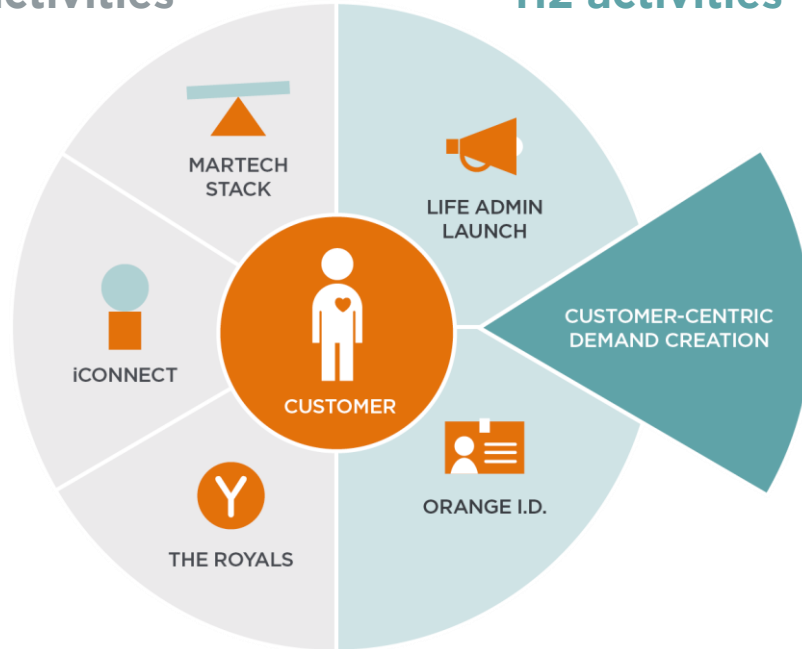 activities
H2 activities
MARTECH
STACK
LIFE ADMIN
LAUNCH
CUSTOMER-CENTRIC
DEMAND CREATION
iCONNECT
CUSTOMER
ORANGE I.D.
THE ROYALS